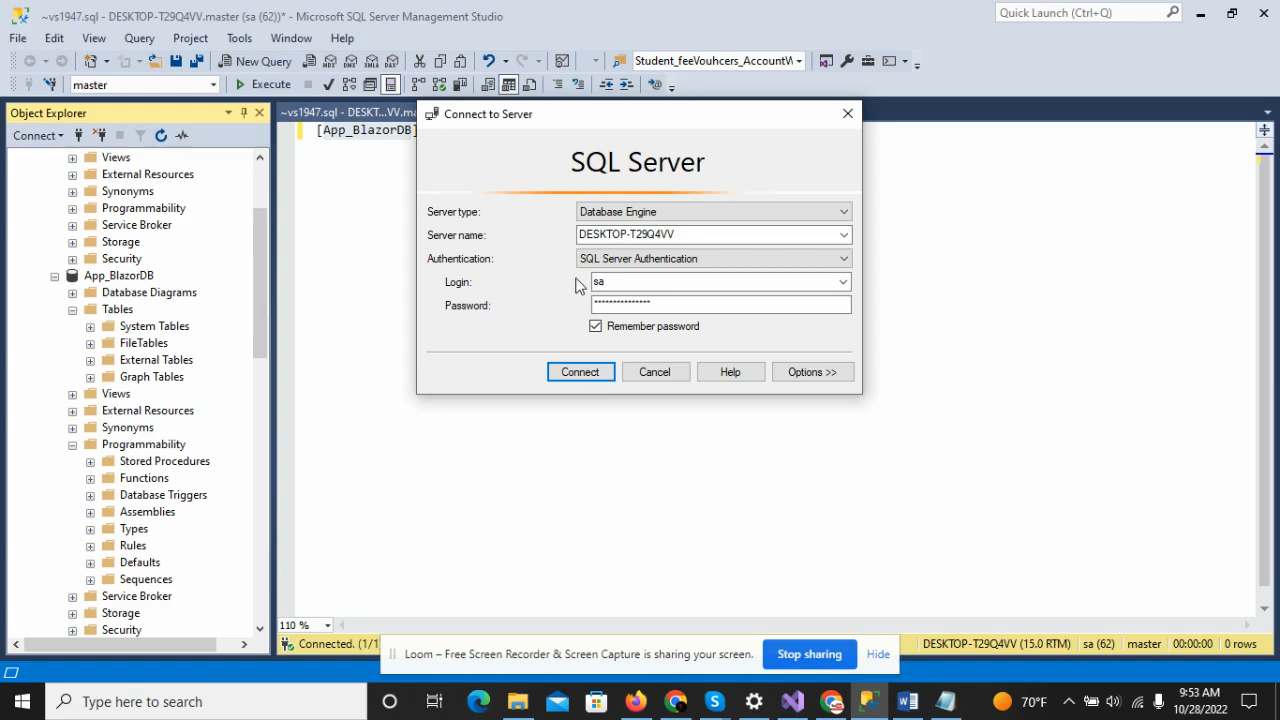 ~vs1947.sql - DESKTOP-T29Q4VV.master (sa (62))* - Microsoft SQL Server Management Studio
Quick Launch (Ctrl+Q)
File Edit View Query Project Tools Window Help
New Query
Student_feeVouhcers_AccountV
master
Execute
Object Explorer
~vs1947.sql - DESKT...VV.ma
Connect
[App_BlazorDB]
Views
External Resources
Synonyms
Programmability
Service Broker
Storage
Security
App_BlazorDB
Database Diagrams
Tables
System Tables
FileTables
External Tables
Graph Tables
Views
External Resources
Synonyms
Programmability
Stored Procedures
Functions
Database Triggers
Assemblies
Types
Rules
Defaults
Sequences
Service Broker
Storage
Security
Connect to Server
SQL Server
Server type: Database Engine
Server name: DESKTOP-T29Q4VV
Authentication: SQL Server Authentication
Login: sa
Password: ***************
Remember password
Connect Cancel Help Options >>
110 %
Connected. (1/1
DESKTOP-T29Q4VV (15.0 RTM) sa (62) master 00:00:00 0 rows
Loom – Free Screen Recorder & Screen Capture is sharing your screen. Stop sharing Hide
Type here to search
70°F
9:53 AM
10/28/2022